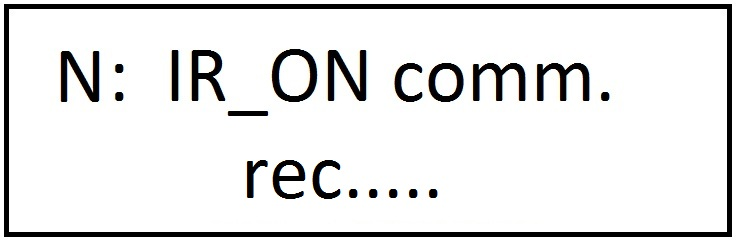 N: IR_ON comm.
rec.....